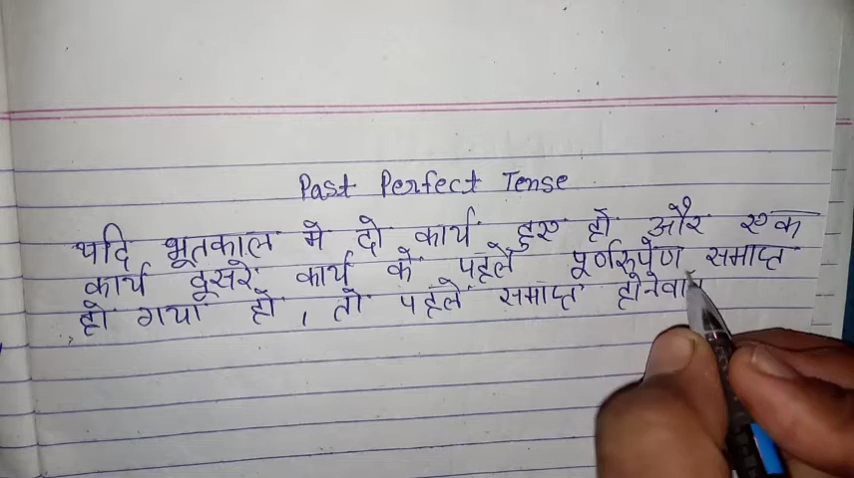 Past Perfect Tense
यदि भूतकाल मे दो कार्य हुए हो और एक
कार्य दूसरे कार्य के पहले पूर्णरुपेण समाप्त
हो गया हो, तो पहले समाप्त होनेवा